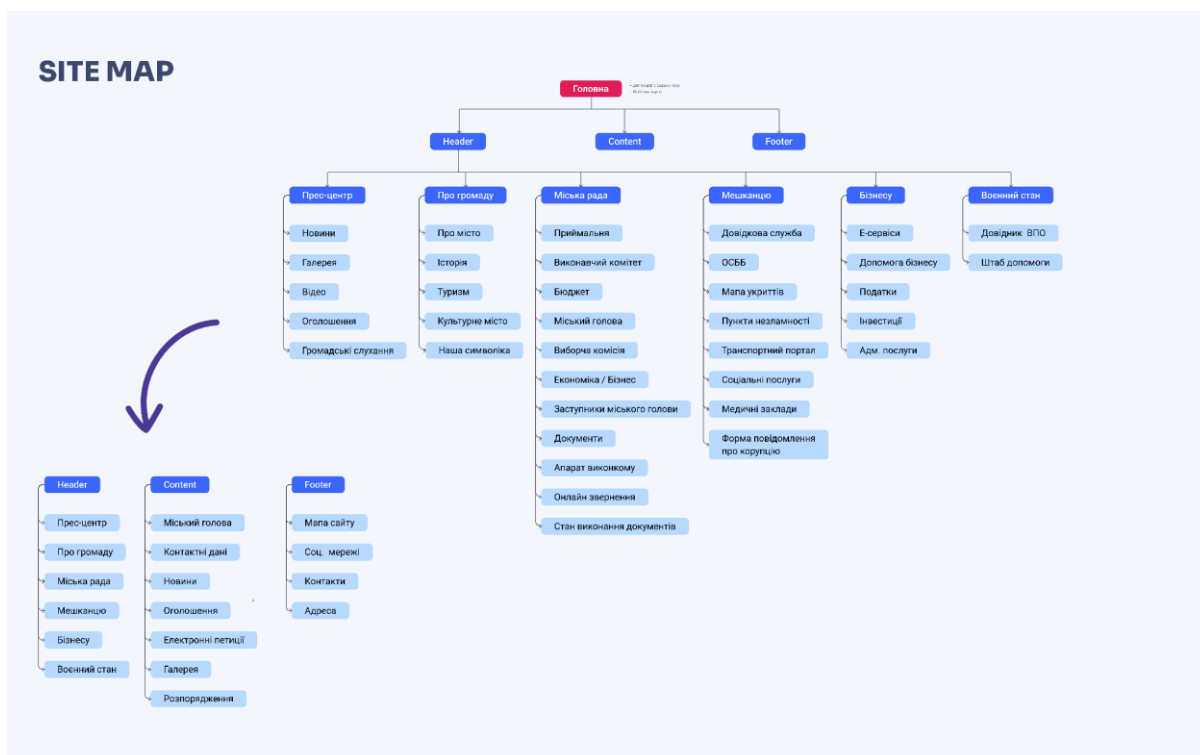 SITE MAP
Головна
Header
Content
Footer
Прес-центр
Новини
Галерея
Відео
Оголошення
Громадські слухання
Про громаду
Про місто
Історія
Туризм
Культурне місто
Наша символіка
Міська рада
Приймальня
Виконавчий комітет
Бюджет
Міський голова
Виборча комісія
Економіка / Бізнес
Заступники міського голови
Документи
Апарат виконкому
Онлайн звернення
Стан виконання документів
Мешканцю
Довідкова служба
ОСББ
Мапа укриттів
Пункти незламності
Транспортний портал
Соціальні послуги
Медичні заклади
Форма повідомлення
про корупцію
Бізнесу
Е-сервіси
Допомога бізнесу
Податки
Інвестиції
Адм. послуги
Воєнний стан
Довідник ВПО
Штаб допомоги
Header
Прес-центр
Про громаду
Міська рада
Мешканцю
Бізнесу
Воєнний стан
Content
Міський голова
Контактні дані
Новини
Оголошення
Електронні петиції
Галерея
Розпорядження
Footer
Мапа сайту
Соц. мережі
Контакти
Адреса